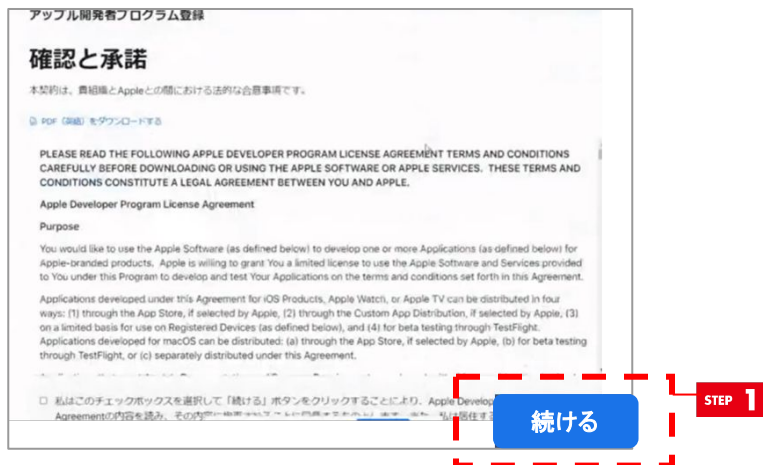 アップル開発者プログラム登録
確認と承諾
本契約は、貴組織とAppleとの間における法的な合意事項です。
PDF（英語）をダウンロードする
PLEASE READ THE FOLLOWING APPLE DEVELOPER PROGRAM LICENSE AGREEMENT TERMS AND CONDITIONS
CAREFULLY BEFORE DOWNLOADING OR USING THE APPLE SOFTWARE OR APPLE SERVICES. THESE TERMS AND
CONDITIONS CONSTITUTE A LEGAL AGREEMENT BETWEEN YOU AND APPLE.
Apple Developer Program License Agreement
Purpose
You would like to use the Apple Software (as defined below) to develop one or more Applications (as defined below) for
Apple-branded products. Apple is willing to grant You a limited license to use the Apple Software and Services provided
to You under this Program to develop and test Your Applications on the terms and conditions set forth in this Agreement.
Applications developed under this Agreement for iOS Products, Apple Watch, or Apple TV can be distributed in four
ways: (1) through the App Store, if selected by Apple, (2) through the Custom App Distribution, if selected by Apple, (3)
on a limited basis for use on Registered Devices (as defined below), and (4) for beta testing through TestFlight.
Applications developed for macOS can be distributed: (a) through the App Store, if selected by Apple, (b) for beta testing
through TestFlight, or (c) separately distributed under this Agreement.
私はこのチェックボックスを選択して「続ける」ボタンをクリックすることにより、Apple Develop
Agreementの内容を読み、その内容に
続ける
STEP 1